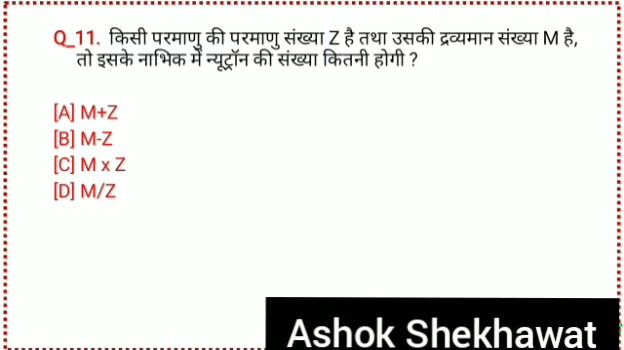 Q_11. किसी परमाणु की परमाणु संख्या Z है तथा उसकी द्रव्यमान संख्या M है,
तो इसके नाभिक में न्यूट्रॉन की संख्या कितनी होगी ?
[A] M+Z
[B] M-Z
[C] M x Z
[D] M/Z
Ashok Shekhawat